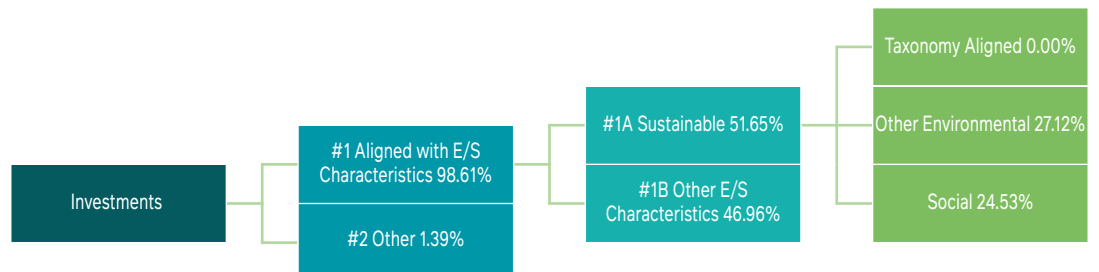 Investments
#1 Aligned with E/S
Characteristics 98.61%
#2 Other 1.39%
#1A Sustainable 51.65%
#1B Other E/S
Characteristics 46.96%
Taxonomy Aligned 0.00%
Other Environmental 27.12%
Social 24.53%